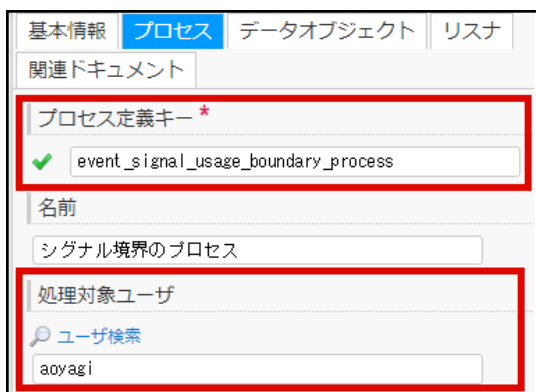 基本情報 プロセス データオブジェクト リスナ
関連ドキュメント
プロセス定義キー *
event_signal_usage_boundary_process
名前
シグナル境界のプロセス
処理対象ユーザ
ユーザ検索
aoyagi